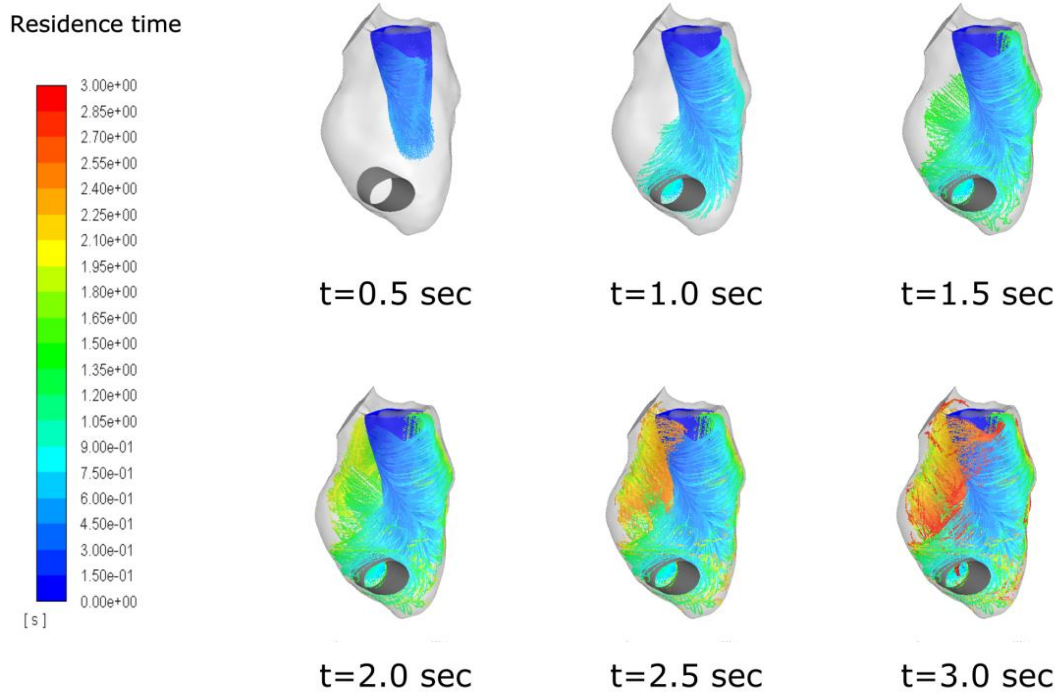 Residence time
3.00e+00
2.85e+00
2.70e+00
2.55e+00
2.40e+00
2.25e+00
2.10e+00
1.95e+00
1.80e+00
1.65e+00
1.50e+00
1.35e+00
1.20e+00
1.05e+00
9.00e-01
7.50e-01
6.00e-01
4.50e-01
3.00e-01
1.50e-01
0.00e+00
[ s ]
t=0.5 sec
t=1.0 sec
t=1.5 sec
t=2.0 sec
t=2.5 sec
t=3.0 sec